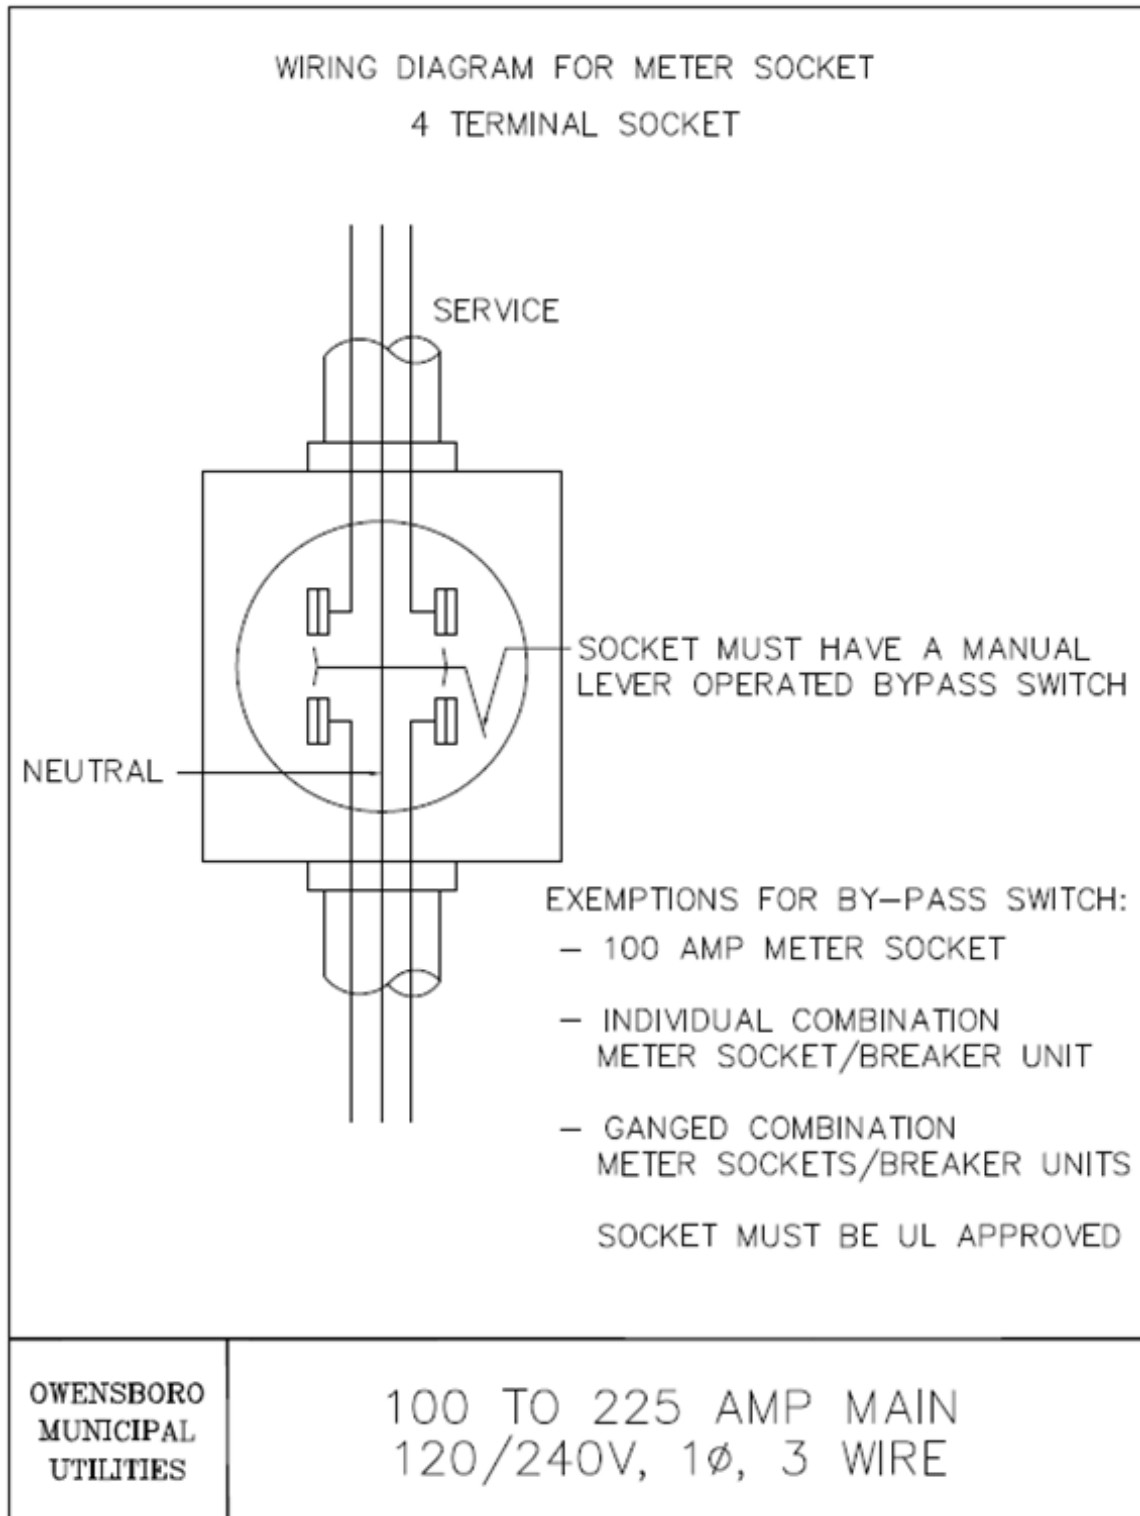 WIRING DIAGRAM FOR METER SOCKET
4 TERMINAL SOCKET
SERVICE
SOCKET MUST HAVE A MANUAL
LEVER OPERATED BYPASS SWITCH
NEUTRAL
EXEMPTIONS FOR BY-PASS SWITCH:
- 100 AMP METER SOCKET
- INDIVIDUAL COMBINATION
METER SOCKET/BREAKER UNIT
- GANGED COMBINATION
METER SOCKETS/BREAKER UNITS
SOCKET MUST BE UL APPROVED
OWENSBORO
MUNICIPAL
UTILITIES
100 TO 225 AMP MAIN
120/240V, 1ø, 3 WIRE